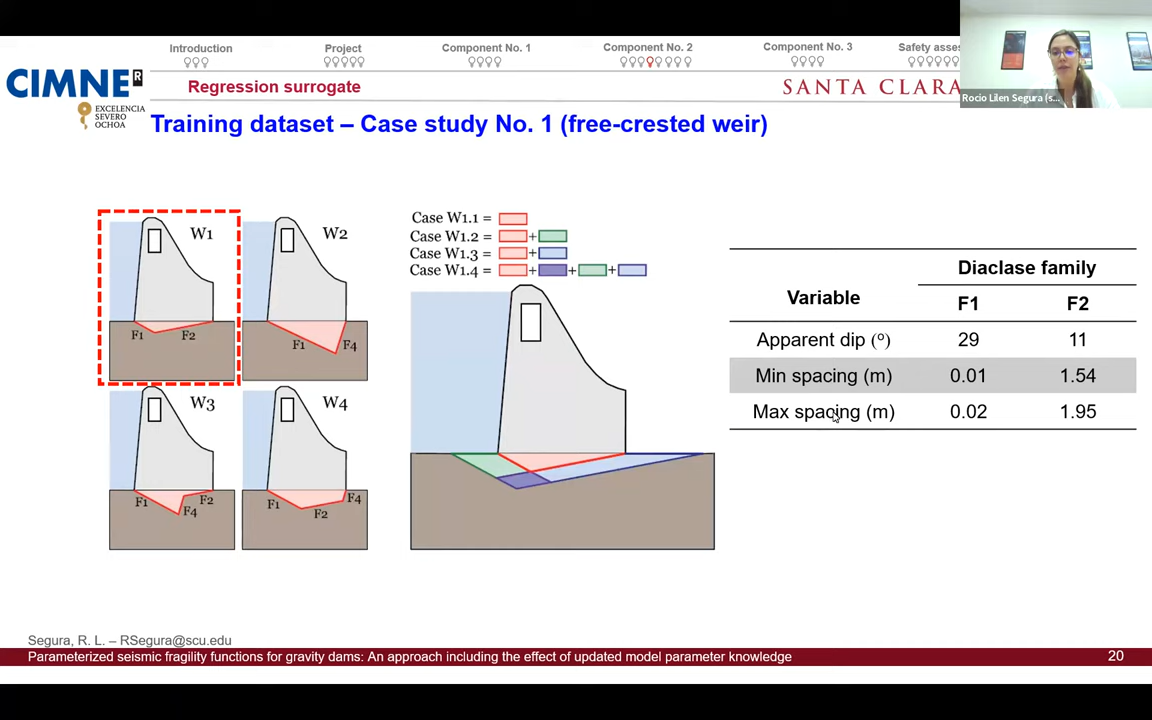 Introduction
Project
Component No. 1
Component No. 2
Component No. 3
Safety asses
CIMNE R
EXCELENCIA
SEVERO
OCHOA
Regression surrogate
SANTA CLARA
Rocio Lilen Segura (s...
Training dataset – Case study No. 1 (free-crested weir)
W1
F1
F2
W2
F1
F4
W3
F1
F4
F2
W4
F1
F2
F4
Case W1.1 =
Case W1.2 = +
Case W1.3 = +
Case W1.4 = + + +
Variable
Diaclase family
F1 F2
Apparent dip (º) 29 11
Min spacing (m) 0.01 1.54
Max spacing (m) 0.02 1.95
Segura, R. L. – RSegura@scu.edu
Parameterized seismic fragility functions for gravity dams: An approach including the effect of updated model parameter knowledge
20